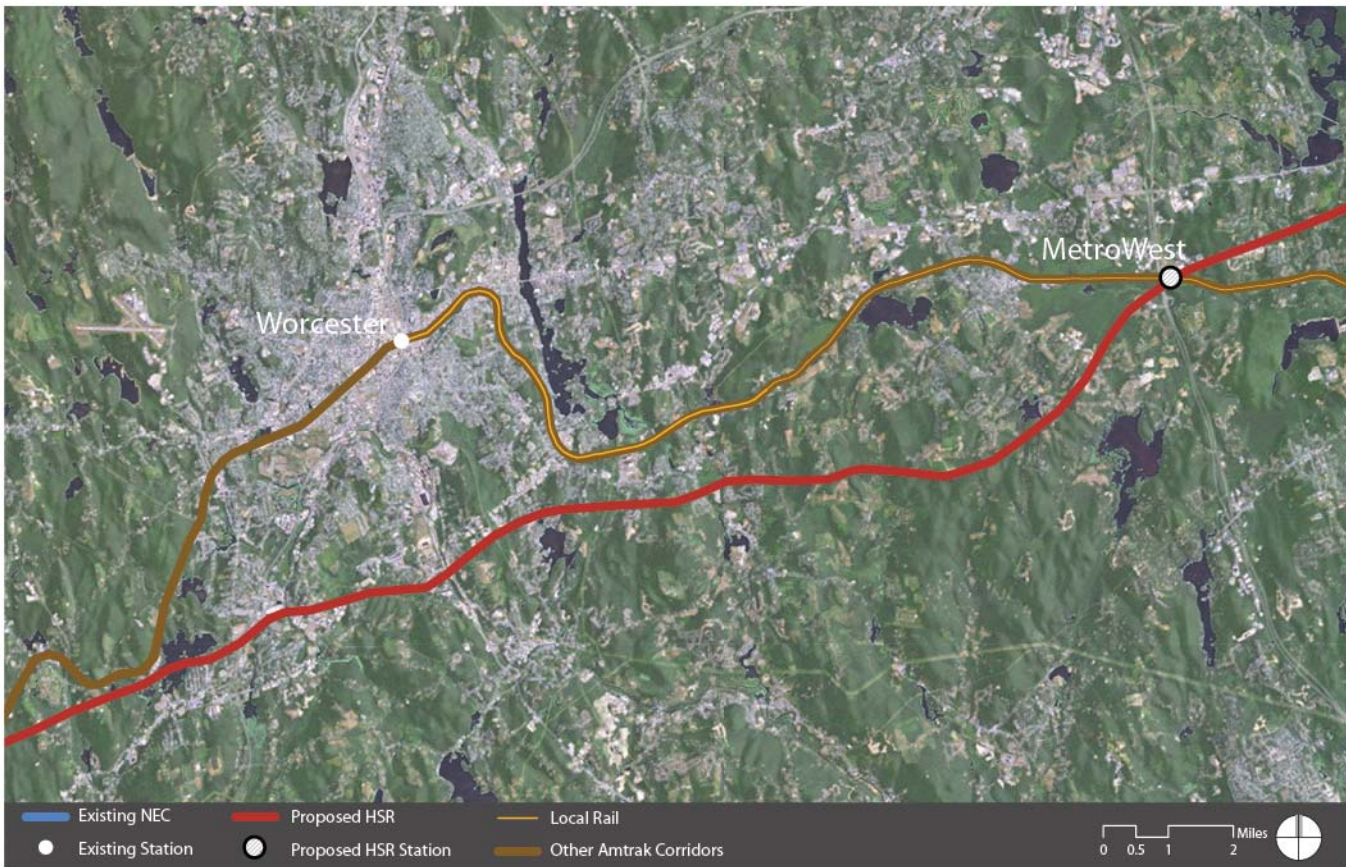 MetroWest
Worcester
Existing NEC
Proposed HSR
Local Rail
Existing Station
Proposed HSR Station
Other Amtrak Corridors
Miles
0 0.5 1 2